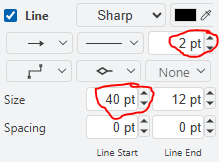 Line Sharp
2 pt
None
Size 40 pt 12 pt
Spacing 0 pt 0 pt
Line Start Line End